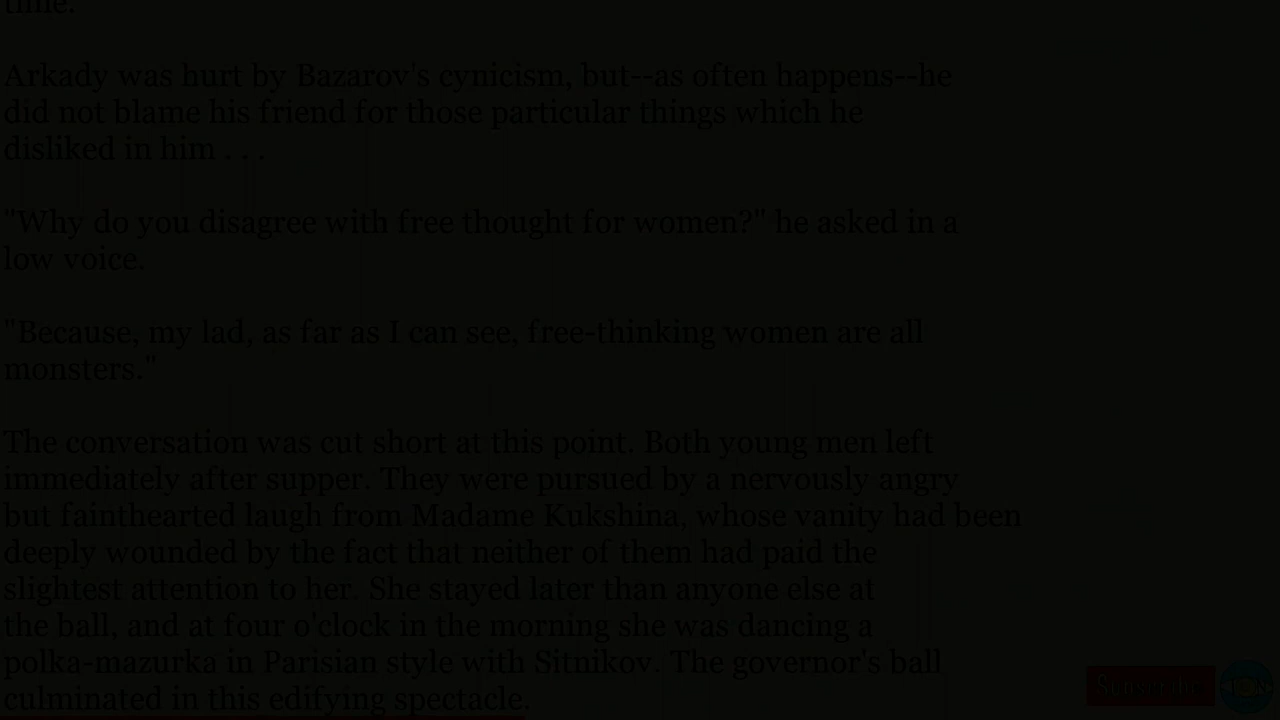 time.
Arkady was hurt by Bazarov's cynicism, but--as often happens--he
did not blame his friend for those particular things which he
disliked in him . . .
"Why do you disagree with free thought for women?" he asked in a
low voice.
"Because, my lad, as far as I can see, free-thinking women are all
monsters."
The conversation was cut short at this point. Both young men left
immediately after supper. They were pursued by a nervously angry
but fainthearted laugh from Madame Kukshina, whose vanity had been
deeply wounded by the fact that neither of them had paid the
slightest attention to her. She stayed later than anyone else at
the ball, and at four o'clock in the morning she was dancing a
polka-mazurka in Parisian style with Sitnikov. The governor's ball
culminated in this edifying spectacle.
Subscribe